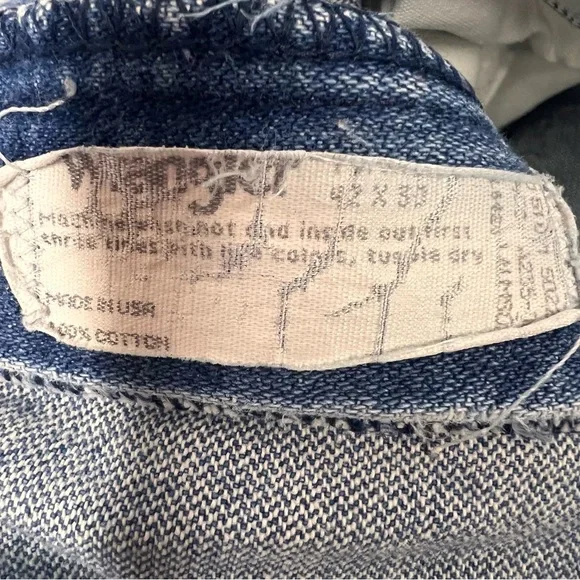 Wrangler
42 X 30
Machine wash hot and inside out first
three times with like colors, tumble dry
MADE IN USA
100% COTTON